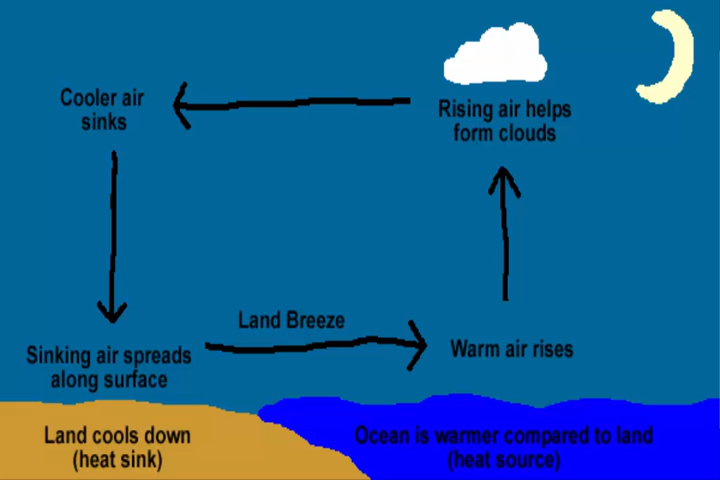 Cooler air
sinks
Rising air helps
form clouds
Land Breeze
Sinking air spreads
along surface
Warm air rises
Land cools down
(heat sink)
Ocean is warmer compared to land
(heat source)